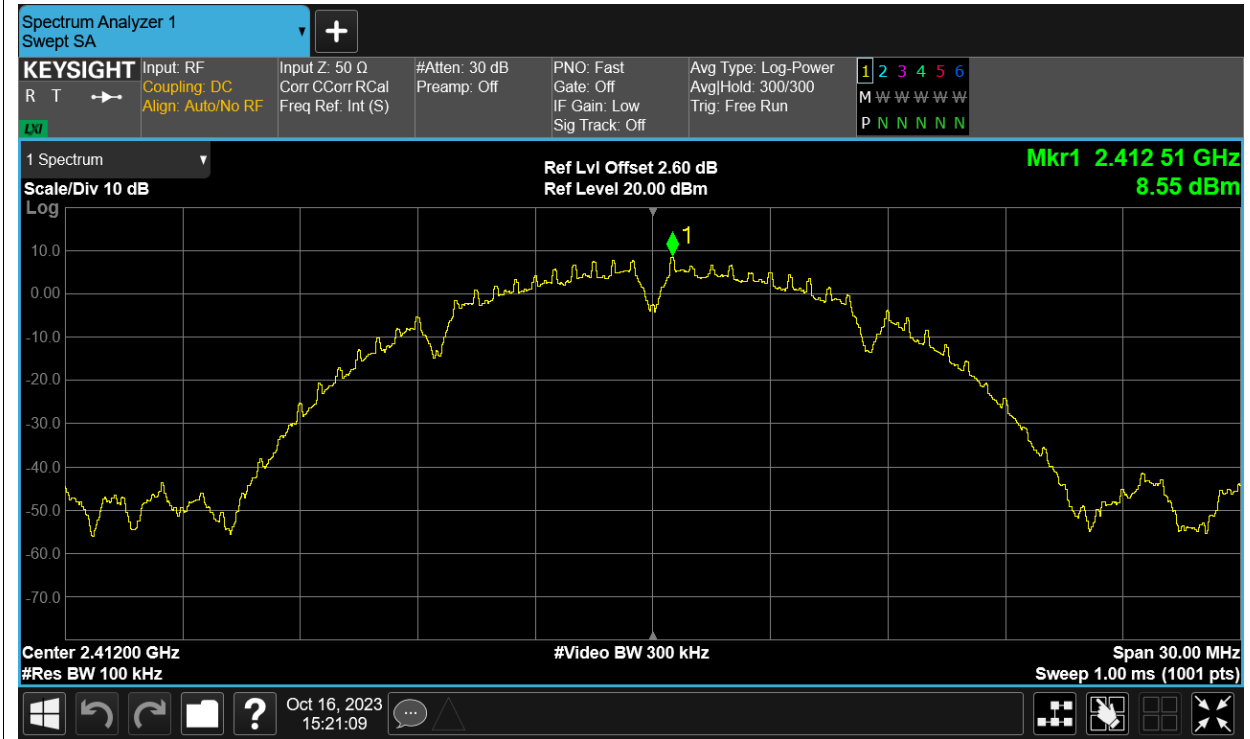 Spectrum Analyzer 1
Swept SA
+
KEYSIGHT
R T
LXI
Input: RF
Coupling: DC
Align: Auto/No RF
Input Z: 50 Ω
Corr CCorr RCal
Freq Ref: Int (S)
#Atten: 30 dB
Preamp: Off
PNO: Fast
Gate: Off
IF Gain: Low
Sig Track: Off
Avg Type: Log-Power
Avg|Hold: 300/300
Trig: Free Run
1 2 3 4 5 6
M W W W W W W
P N N N N N N
1 Spectrum
Scale/Div 10 dB
Log
Ref Lvl Offset 2.60 dB
Ref Level 20.00 dBm
Mkr1 2.412 51 GHz
8.55 dBm
1
10.0
0.00
-10.0
-20.0
-30.0
-40.0
-50.0
-60.0
-70.0
Center 2.41200 GHz
#Res BW 100 kHz
#Video BW 300 kHz
Span 30.00 MHz
Sweep 1.00 ms (1001 pts)
?
Oct 16, 2023
15:21:09